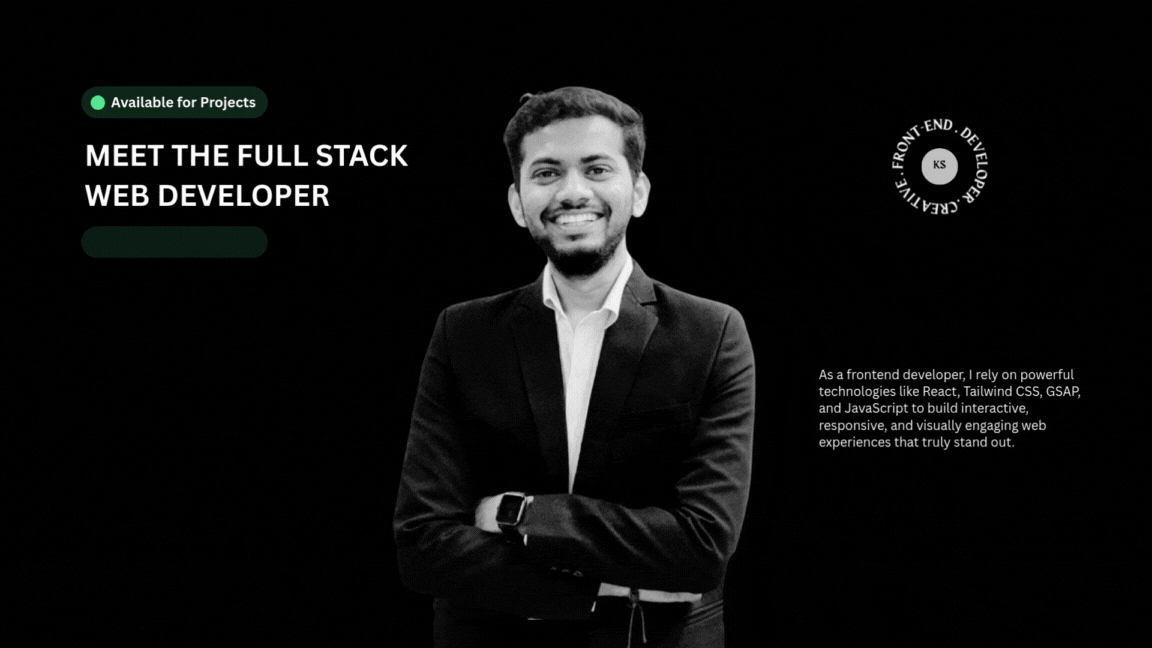 Available for Projects
MEET THE FULL STACK
WEB DEVELOPER
FRONT-END . DEVELOPER . CREATIVE .
KS
As a frontend developer, I rely on powerful
technologies like React, Tailwind CSS, GSAP,
and JavaScript to build interactive,
responsive, and visually engaging web
experiences that truly stand out.